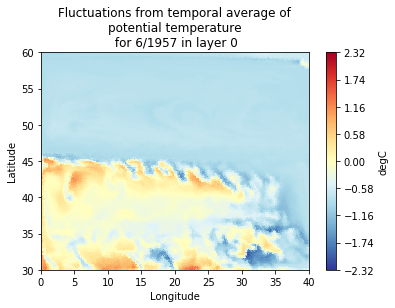 Fluctuations from temporal average of
potential temperature
for 6/1957 in layer 0
60
55
50
45
40
35
30
Latitude
0 5 10 15 20 25 30 35 40
Longitude
2.32
1.74
1.16
0.58
0.00
−0.58
−1.16
−1.74
−2.32
degC